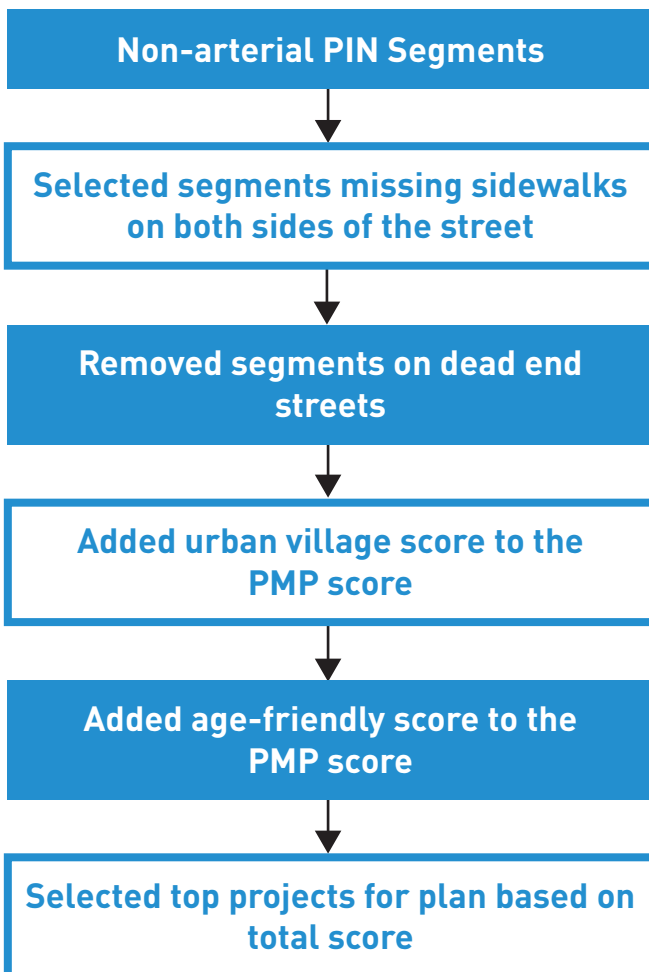 Non-arterial PIN Segments
Selected segments missing sidewalks
on both sides of the street
Removed segments on dead end
streets
Added urban village score to the
PMP score
Added age-friendly score to the
PMP score
Selected top projects for plan based on
total score